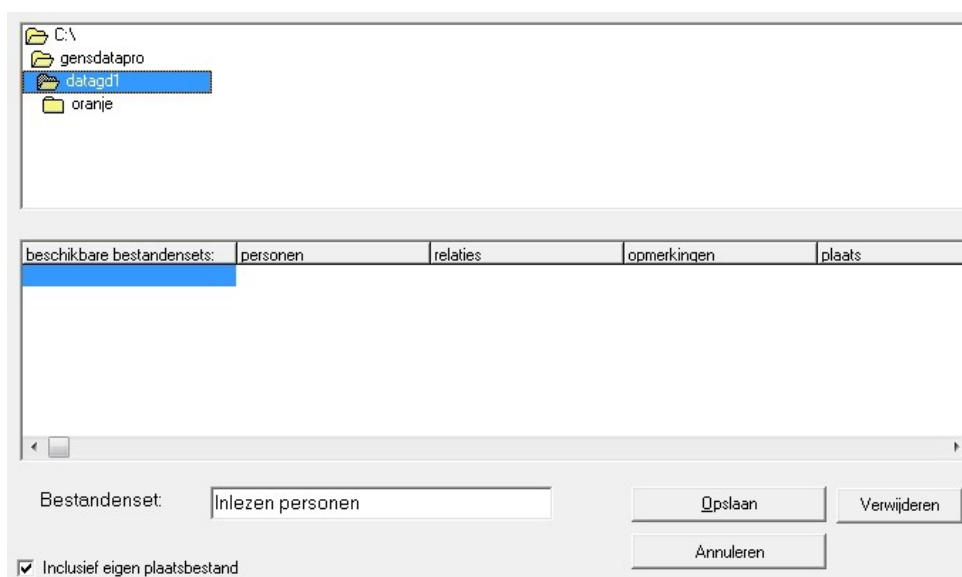 C:\
gensdatapro
datagd1
oranje
beschikbare bestandensets: personen relaties opmerkingen plaats
Bestandenset: Inlezen personen Opslaan Verwijderen
Annuleren
Inclusief eigen plaatsbestand